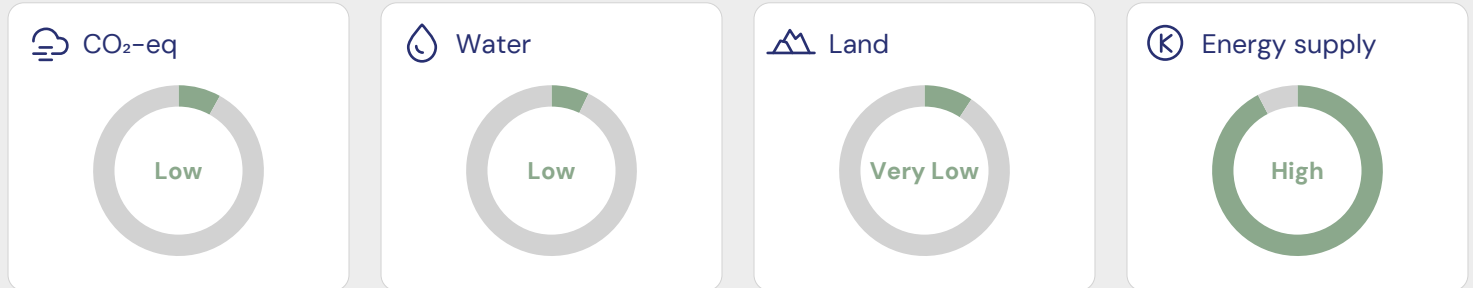 CO₂-eq
Low
Water
Low
Land
Very Low
Energy supply
High